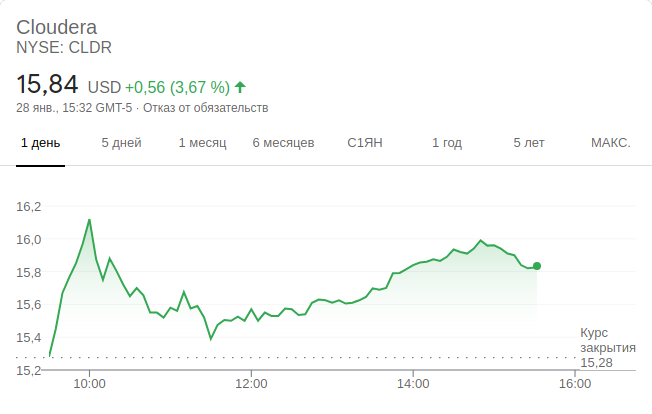 Cloudera
NYSE: CLDR
15,84 USD +0,56 (3,67 %)
28 янв., 15:32 GMT-5 · Отказ от обязательств
1 день 5 дней 1 месяц 6 месяцев С1ЯН 1 год 5 лет МАКС.
16,2
16,0
15,8
15,6
15,4
15,2
Курс
закрытия
15,28
10:00 12:00 14:00 16:00